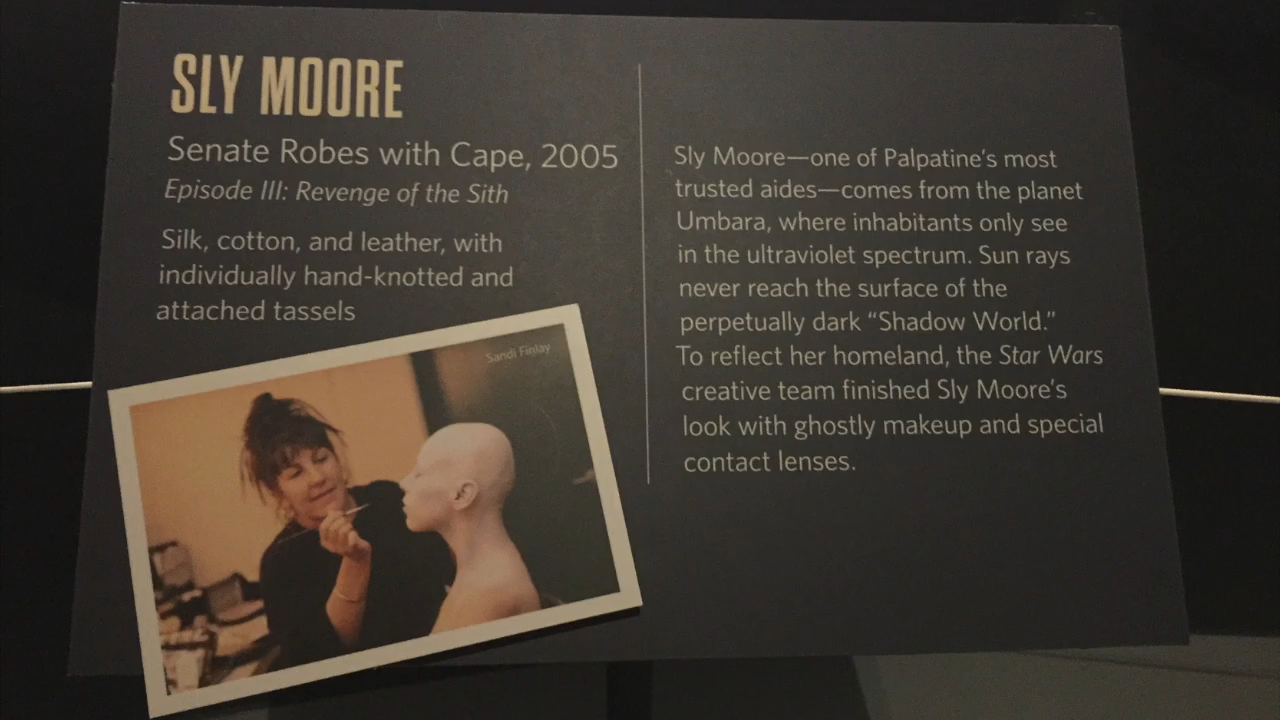 SLY MOORE
Senate Robes with Cape, 2005
Episode III: Revenge of the Sith
Silk, cotton, and leather, with
individually hand-knotted and
attached tassels
Sandi Finlay
Sly Moore—one of Palpatine's most
trusted aides—comes from the planet
Umbara, where inhabitants only see
in the ultraviolet spectrum. Sun rays
never reach the surface of the
perpetually dark “Shadow World.”
To reflect her homeland, the Star Wars
creative team finished Sly Moore's
look with ghostly makeup and special
contact lenses.